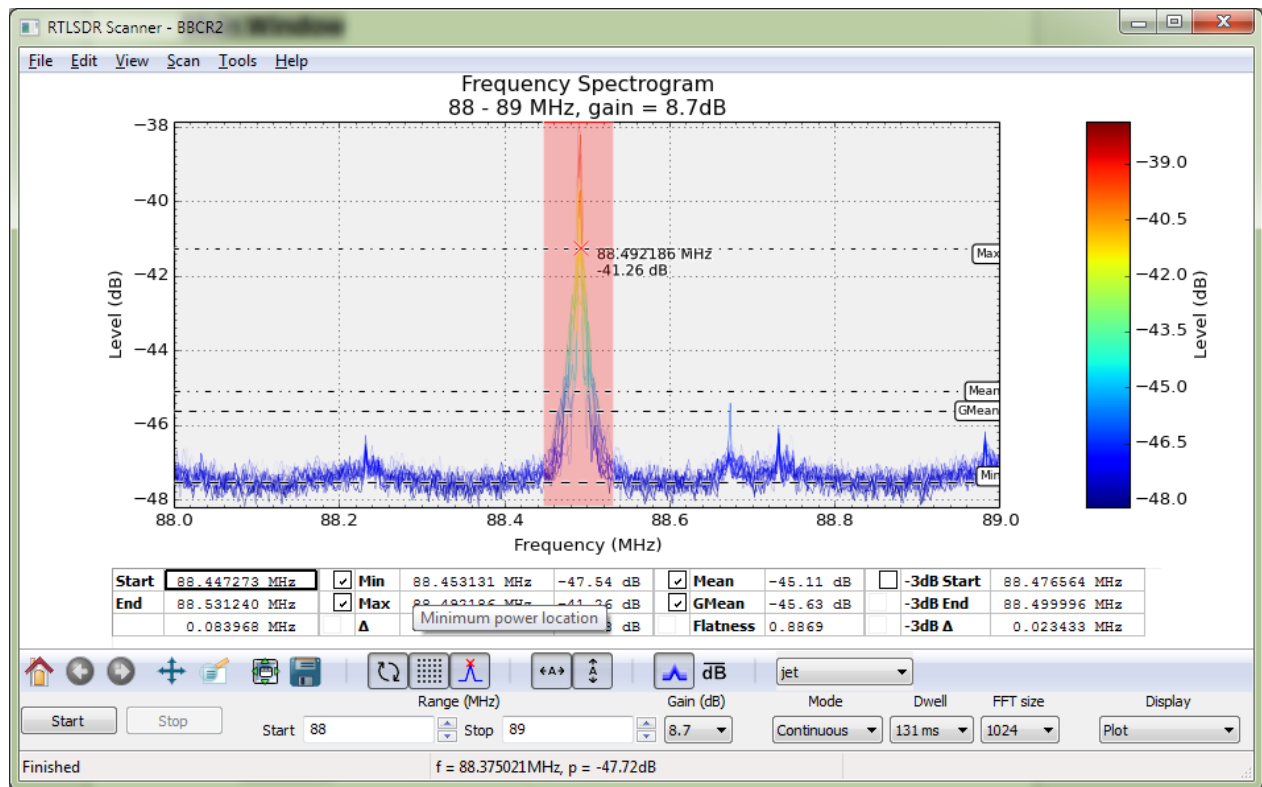 RTLSDR Scanner - BBCR2
File Edit View Scan Tools Help
Frequency Spectrogram
88 - 89 MHz, gain = 8.7dB
−38
−40
−42
−44
−46
−48
Level (dB)
88.492186 MHz
-41.26 dB
Max
Mean
GMean
Min
88.0 88.2 88.4 88.6 88.8 89.0
Frequency (MHz)
−39.0
−40.5
−42.0
−43.5
−45.0
−46.5
−48.0
Level (dB)
Start 88.447273 MHz Min 88.453131 MHz -47.54 dB Mean -45.11 dB -3dB Start 88.476564 MHz
End 88.531240 MHz Max 88.492186 MHz -41.26 dB GMean -45.63 dB -3dB End 88.499996 MHz
0.083968 MHz Δ dB Flatness 0.8869 -3dB Δ 0.023433 MHz
Minimum power location
A A dB jet
Range (MHz) Gain (dB) Mode Dwell FFT size Display
Start Stop Start 88 Stop 89 8.7 Continuous 131 ms 1024 Plot
Finished f = 88.375021MHz, p = -47.72dB